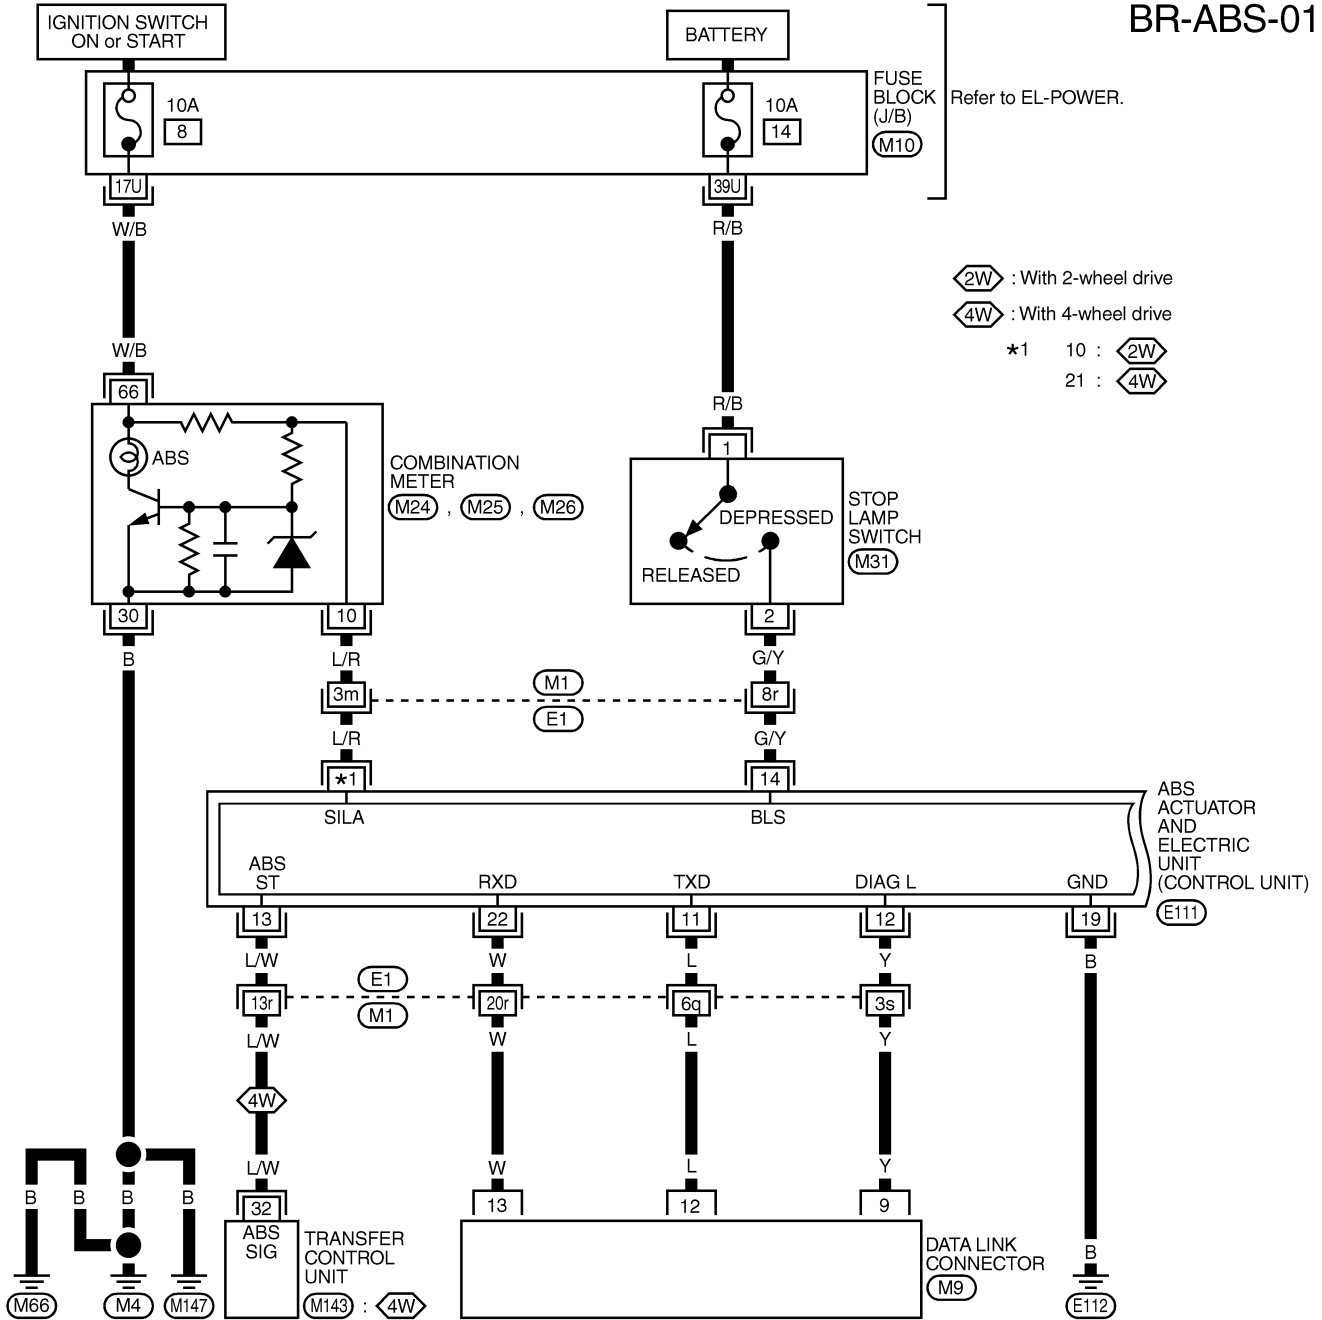 BR-ABS-01
IGNITION SWITCH
ON or START
BATTERY
10A
8
10A
14
FUSE
BLOCK
(J/B)
M10
Refer to EL-POWER.
17U
39U
W/B
R/B
2W : With 2-wheel drive
4W : With 4-wheel drive
*1 10 : 2W
21 : 4W
W/B
R/B
66
1
ABS
COMBINATION
METER
M24 , M25 , M26
DEPRESSED
RELEASED
STOP
LAMP
SWITCH
M31
30
10
2
B
L/R
G/Y
3m
M1
E1
8r
L/R
G/Y
*1
14
SILA
BLS
ABS
ACTUATOR
AND
ELECTRIC
UNIT
(CONTROL UNIT)
E111
ABS
ST
RXD
TXD
DIAG L
GND
13
22
11
12
19
L/W
W
L
Y
B
E1
M1
13r
20r
6q
3s
L/W
W
L
Y
4W
L/W
W
L
Y
B
B
B
B
32
13
12
9
ABS
SIG
TRANSFER
CONTROL
UNIT
M143 : 4W
DATA LINK
CONNECTOR
M9
B
M66
M4
M147
E112